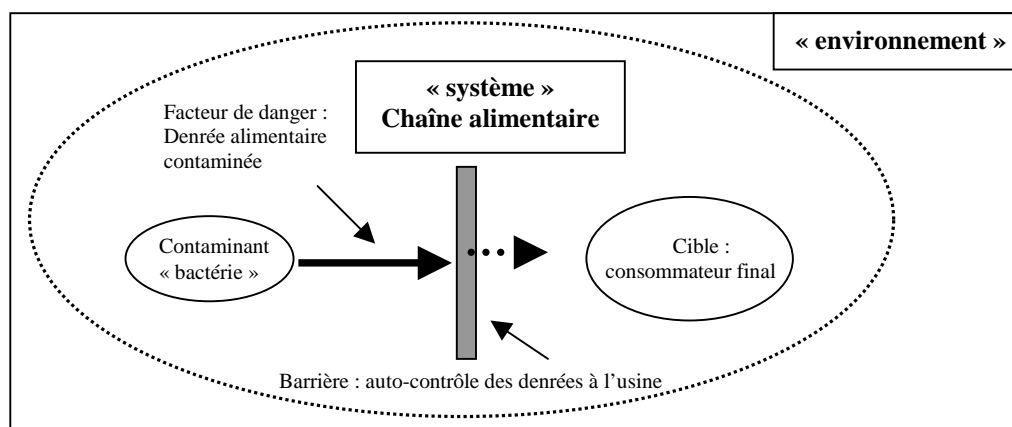 « environnement »
« système »
Chaîne alimentaire
Facteur de danger :
Denrée alimentaire
contaminée
Contaminant
« bactérie »
Cible :
consommateur final
Barrière : auto-contrôle des denrées à l’usine